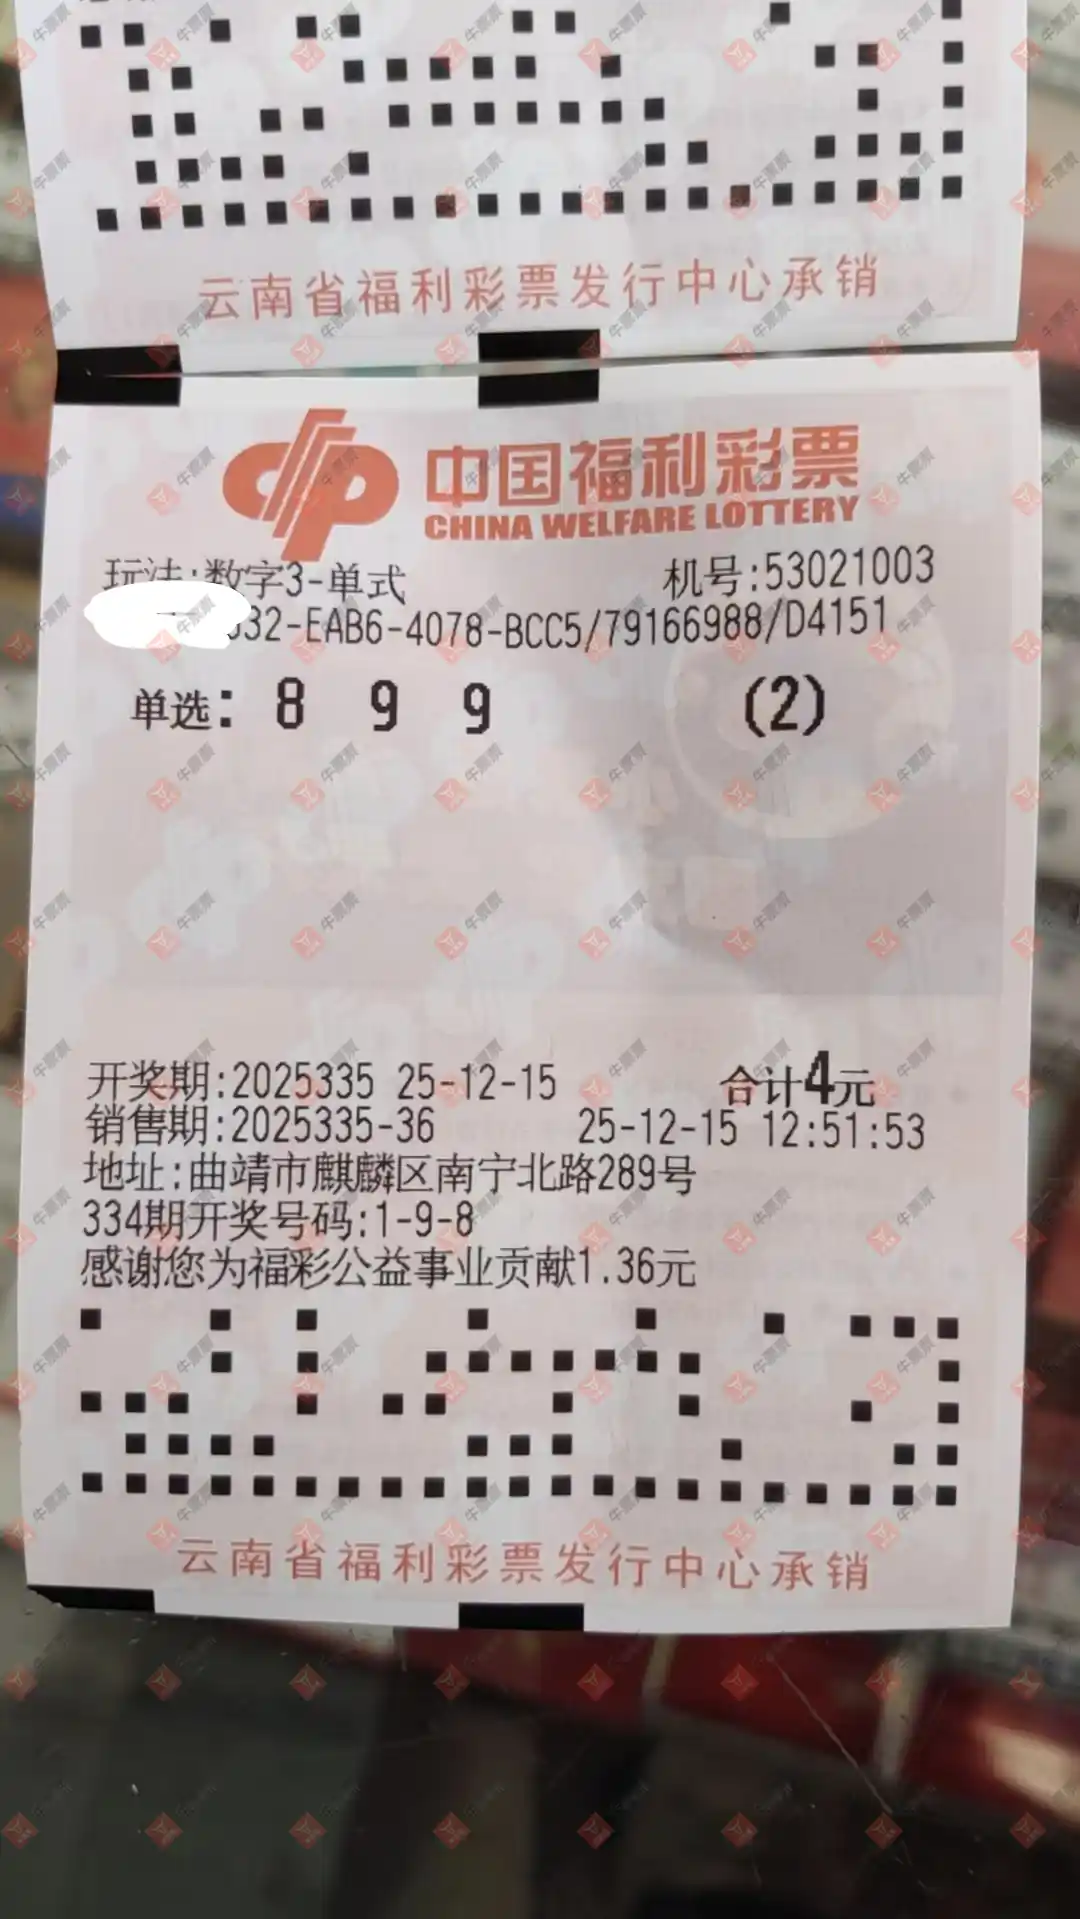 云南省福利彩票发行中心承销
中国福利彩票
CHINA WELFARE LOTTERY
玩法:数字3-单式 机号:53021003
32-EAB6-4078-BCC5/79166988/D4151
单选: 8 9 9 (2)
开奖期:2025335 25-12-15 合计4元
销售期:2025335-36 25-12-15 12:51:53
地址:曲靖市麒麟区南宁北路289号
334期开奖号码:1-9-8
感谢您为福彩公益事业贡献1.36元
云南省福利彩票发行中心承销
牛票票